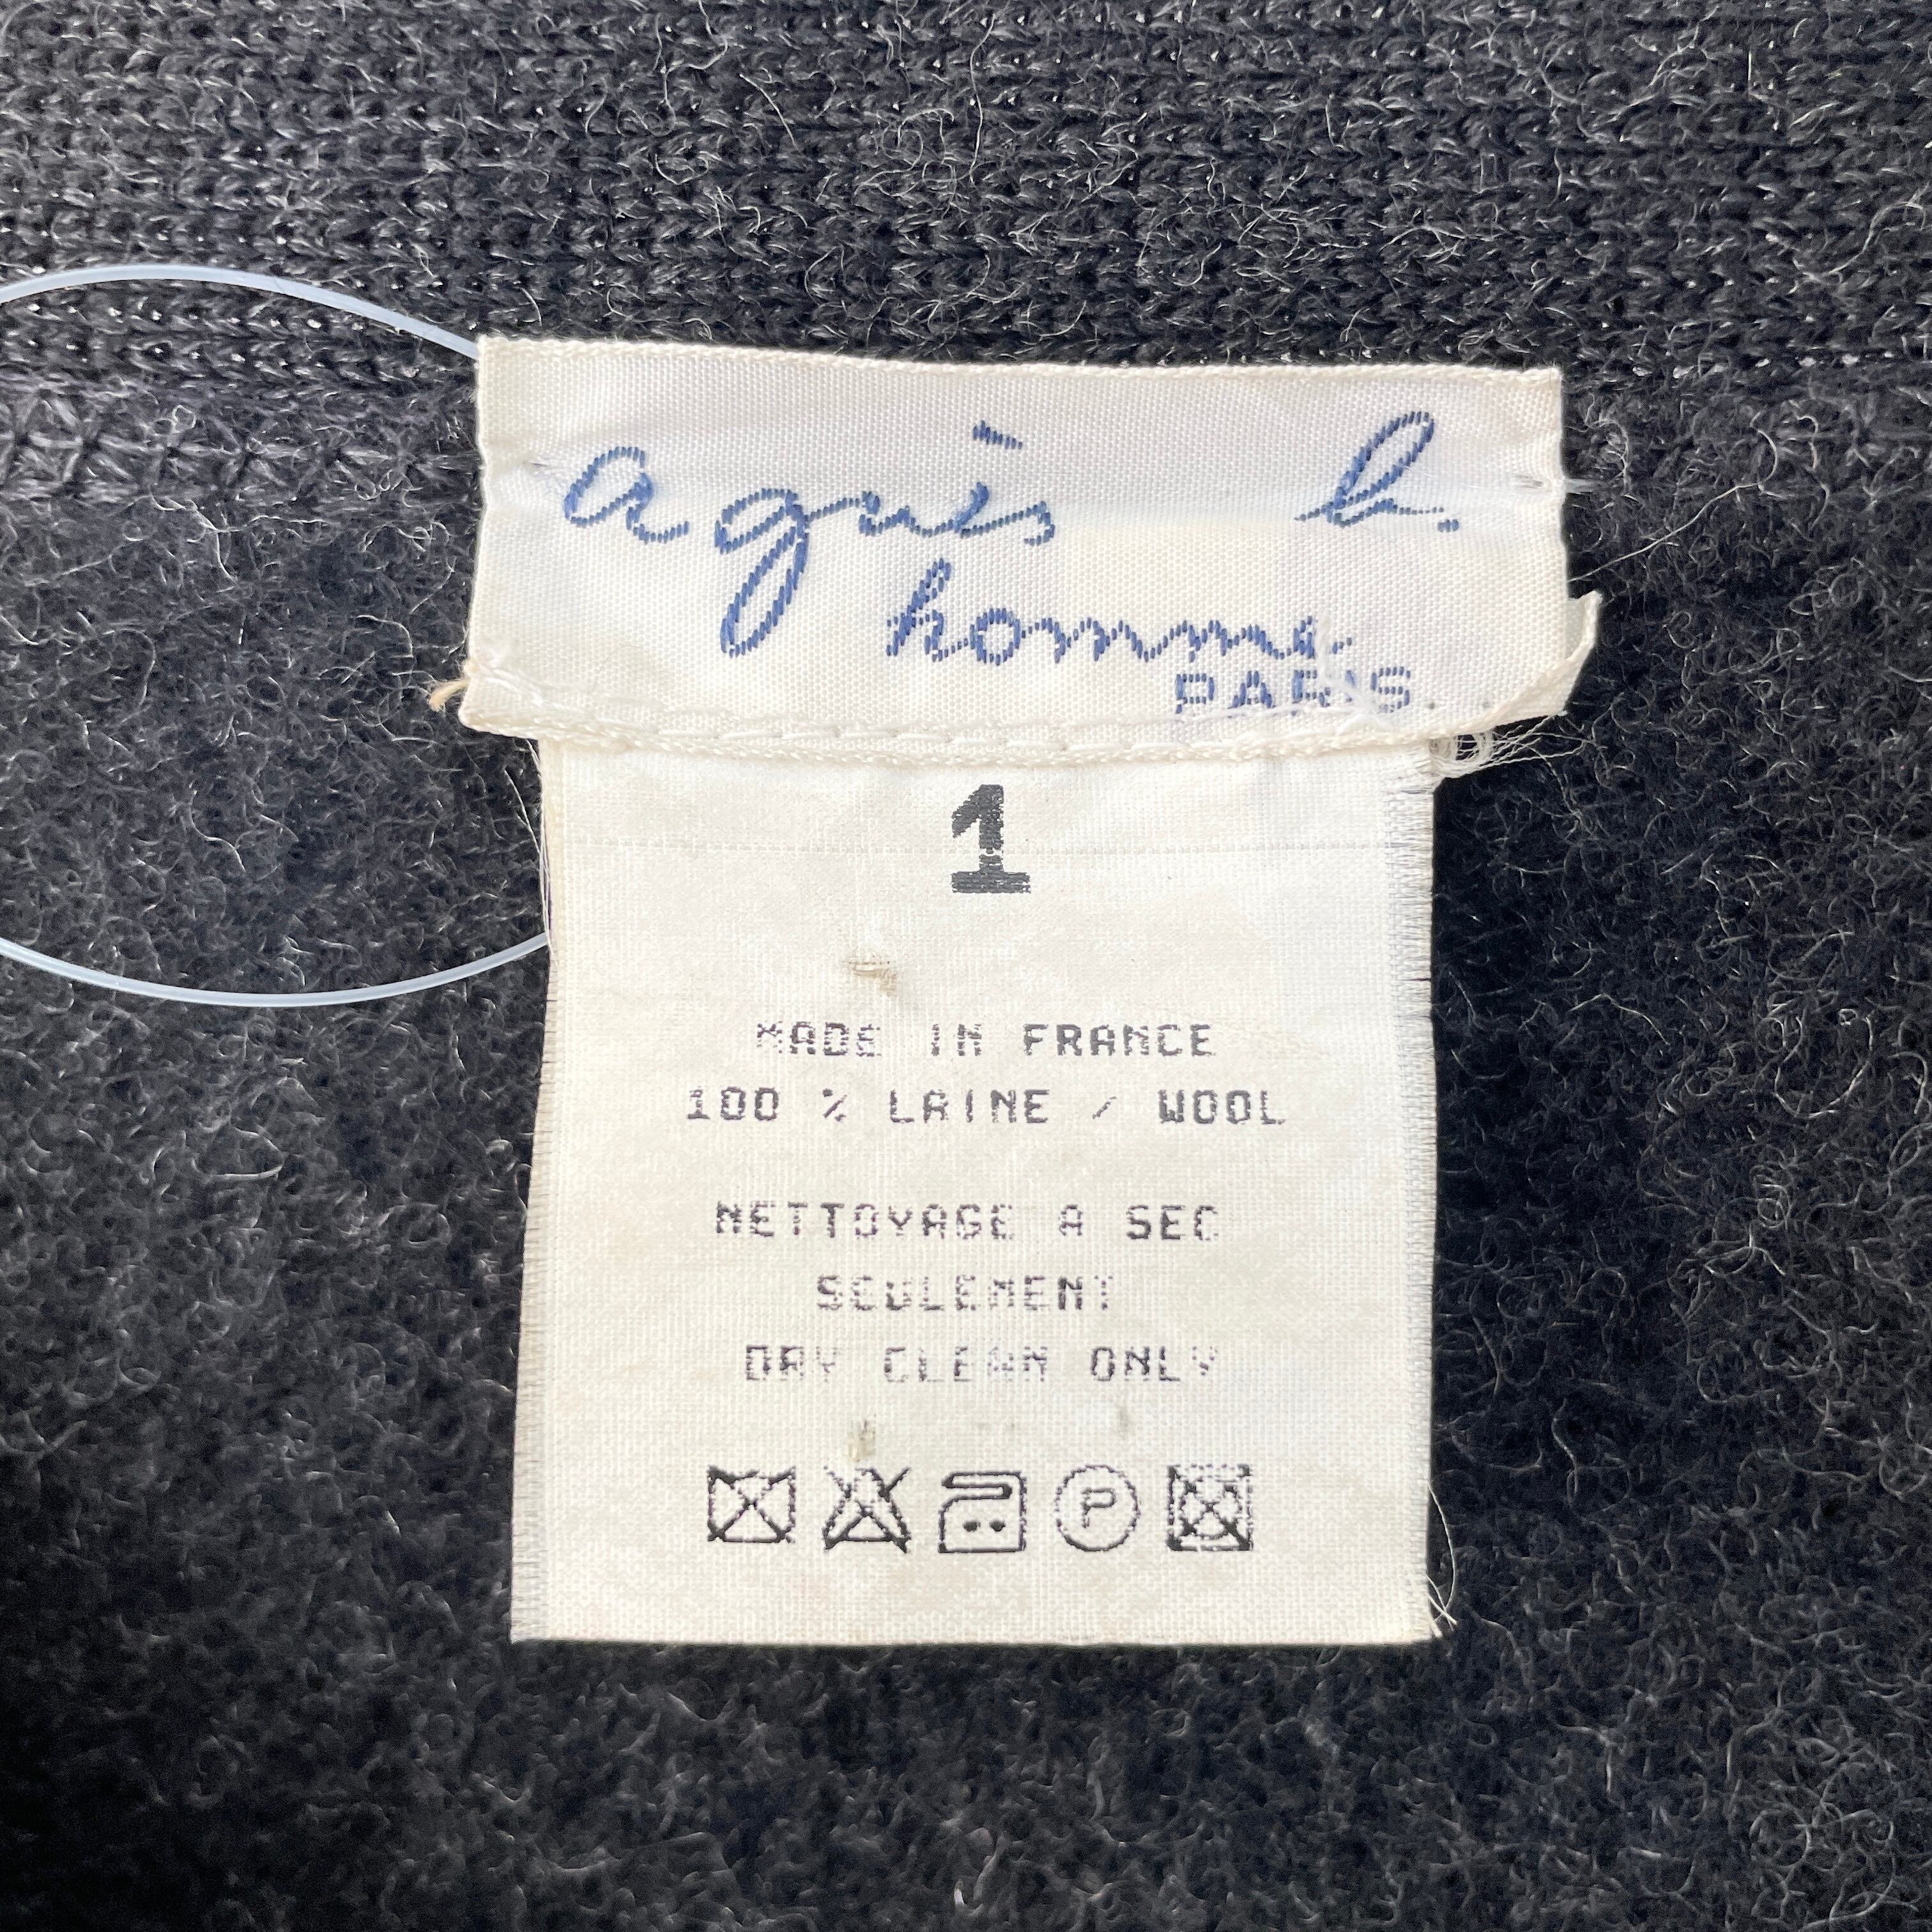 agnès b.
homme
PARIS
1
MADE IN FRANCE
100 % LAINE / WOOL
NETTOYAGE A SEC
SEULEMENT
DRY CLEAN ONLY
P